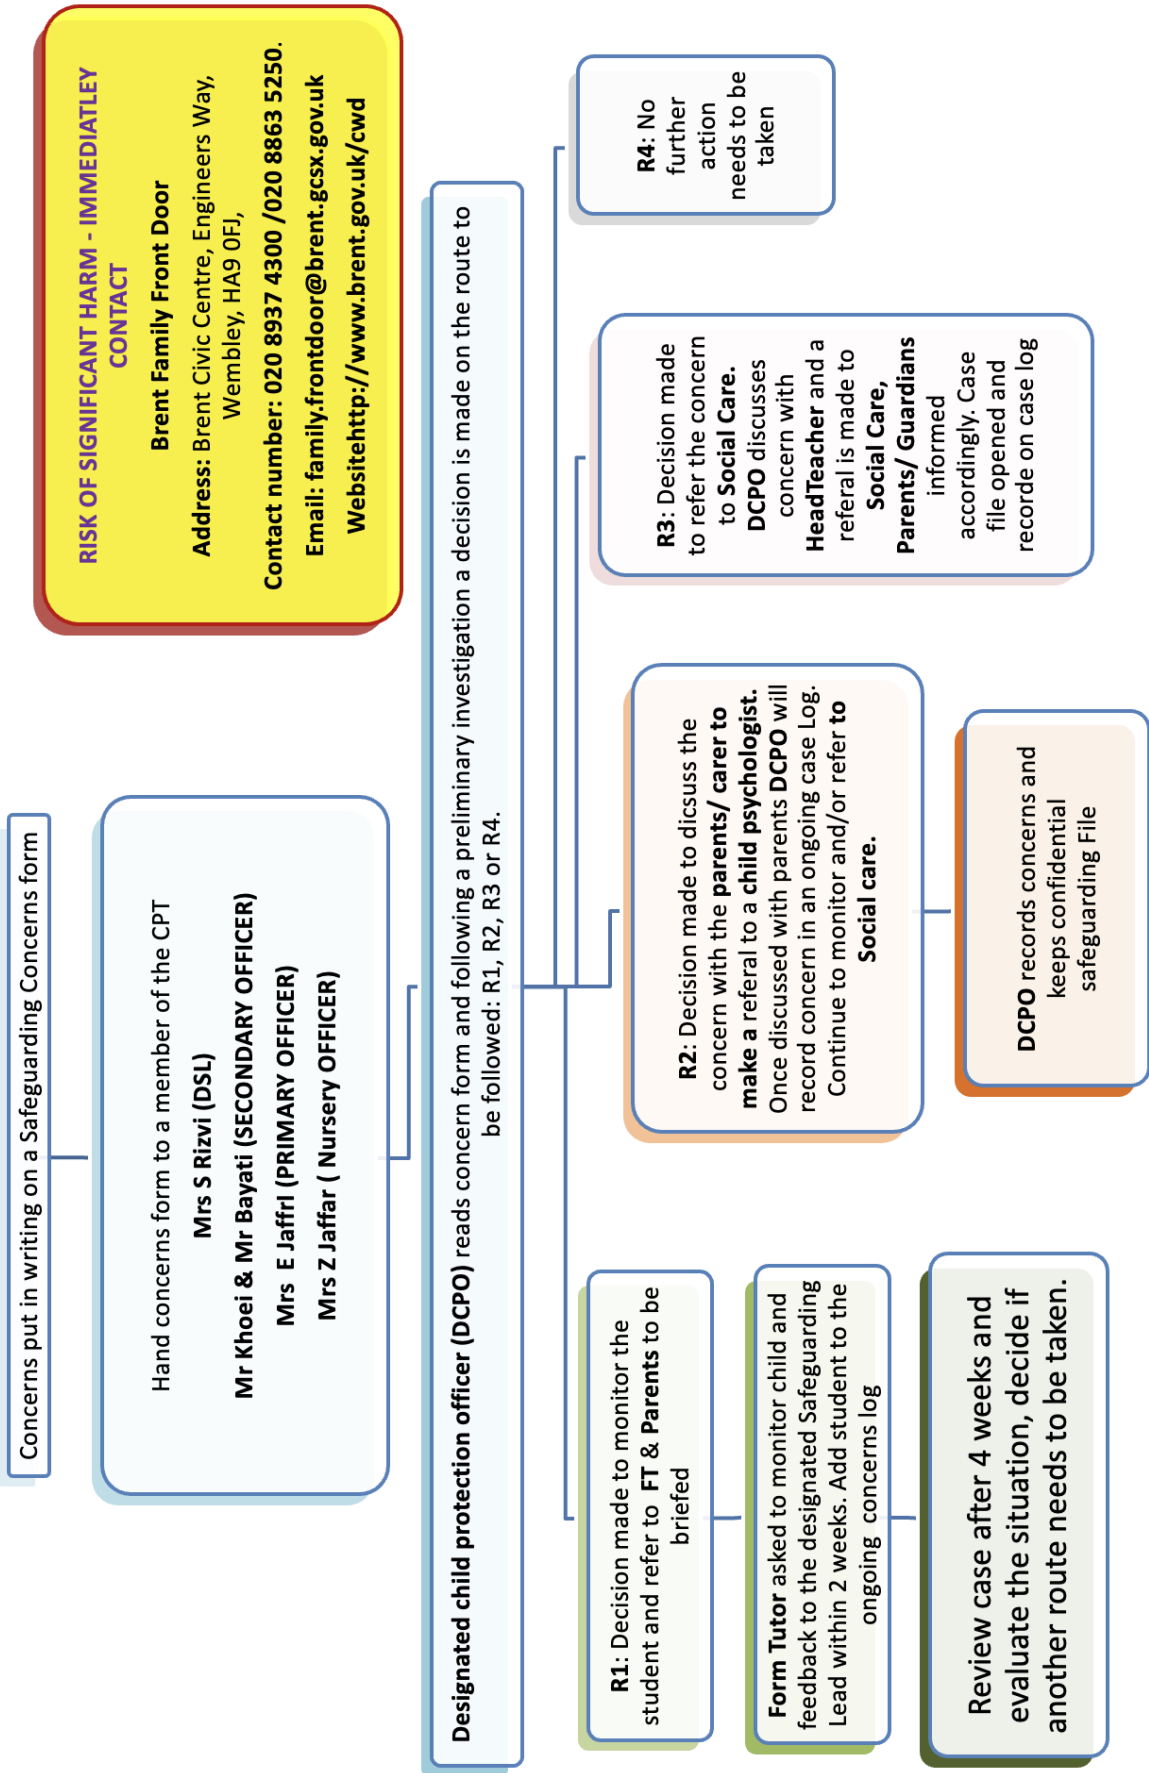 Concerns put in writing on a Safeguarding Concerns form
Hand concerns form to a member of the CPT
Mrs S Rizvi (DSL)
Mr Khoei & Mr Bayati (SECONDARY OFFICER)
Mrs E JaffrI (PRIMARY OFFICER)
Mrs Z Jaffar ( Nursery OFFICER)
RISK OF SIGNIFICANT HARM - IMMEDIATLEY
CONTACT
Brent Family Front Door
Address: Brent Civic Centre, Engineers Way,
Wembley, HA9 0FJ,
Contact number: 020 8937 4300 /020 8863 5250.
Email: family.frontdoor@brent.gcsx.gov.uk
Websitehttp://www.brent.gov.uk/cwd
Designated child protection officer (DCPO) reads concern form and following a preliminary investigation a decision is made on the route to
be followed: R1, R2, R3 or R4.
R1: Decision made to monitor the
student and refer to FT & Parents to be
briefed
Form Tutor asked to monitor child and
feedback to the designated Safeguarding
Lead within 2 weeks. Add student to the
ongoing concerns log
Review case after 4 weeks and
evaluate the situation, decide if
another route needs to be taken.
R2: Decision made to dicsuss the
concern with the parents/ carer to
make a referal to a child psychologist.
Once discussed with parents DCPO will
record concern in an ongoing case Log.
Continue to monitor and/or refer to
Social care.
DCPO records concerns and
keeps confidential
safeguarding File
R3: Decision made
to refer the concern
to Social Care.
DCPO discusses
concern with
HeadTeacher and a
referal is made to
Social Care,
Parents/ Guardians
informed
accordingly. Case
file opened and
recorde on case log
R4: No
further
action
needs to be
taken